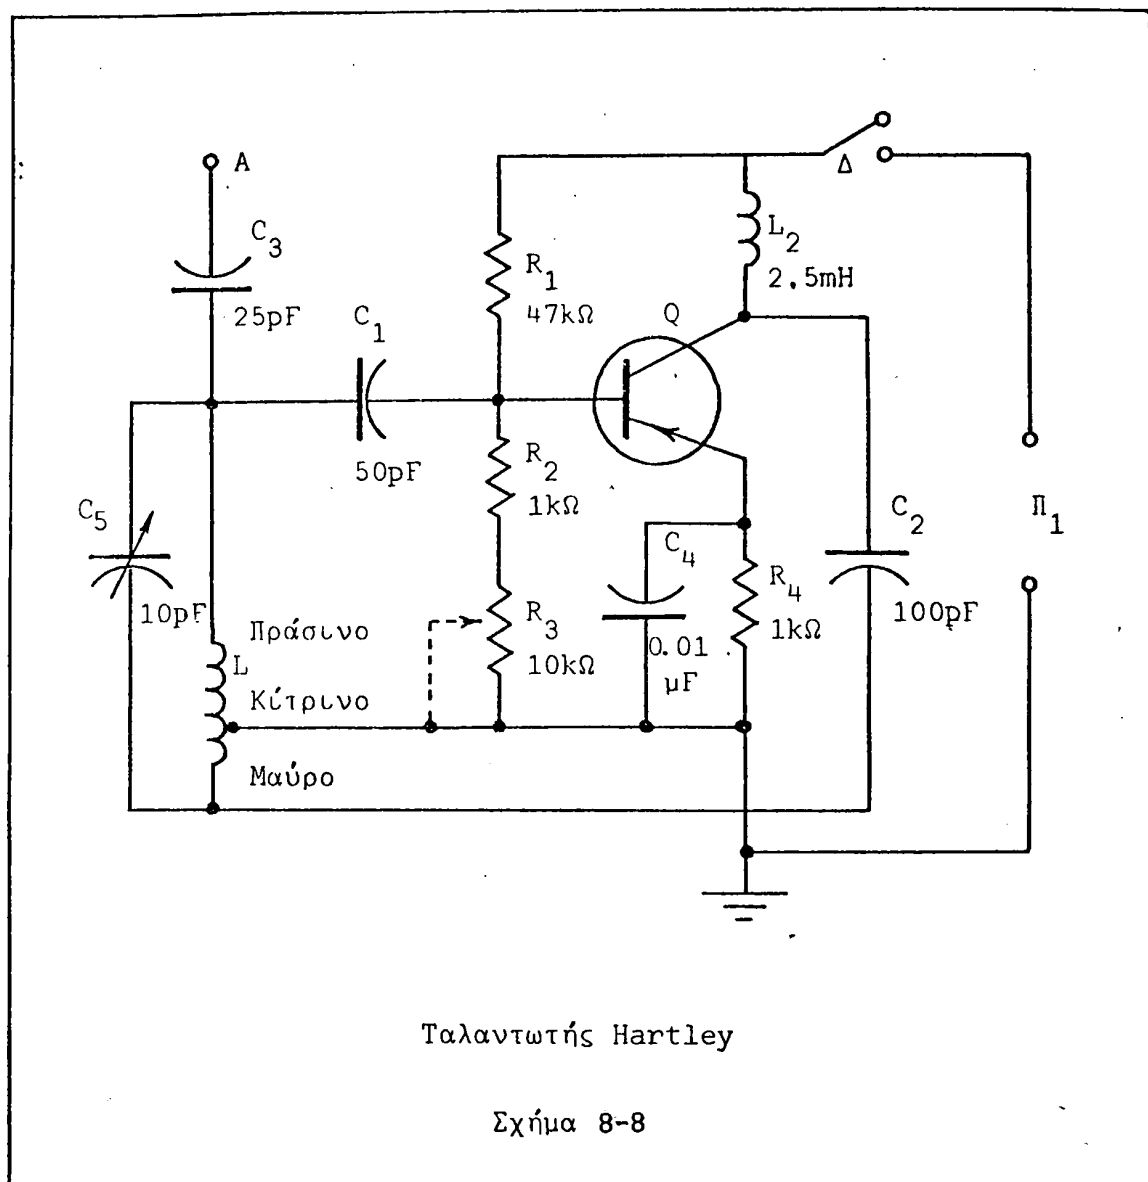 A
Δ
C3
25pF
C1
50pF
R1
47kΩ
L2
2.5mH
Q
R2
1kΩ
C5
10pF
C4
0.01
μF
R4
1kΩ
C2
100pF
Π1
R3
10kΩ
Πράσινο
L
Κίτρινο
Μαύρο
Ταλαντωτής Hartley
Σχήμα 8-8